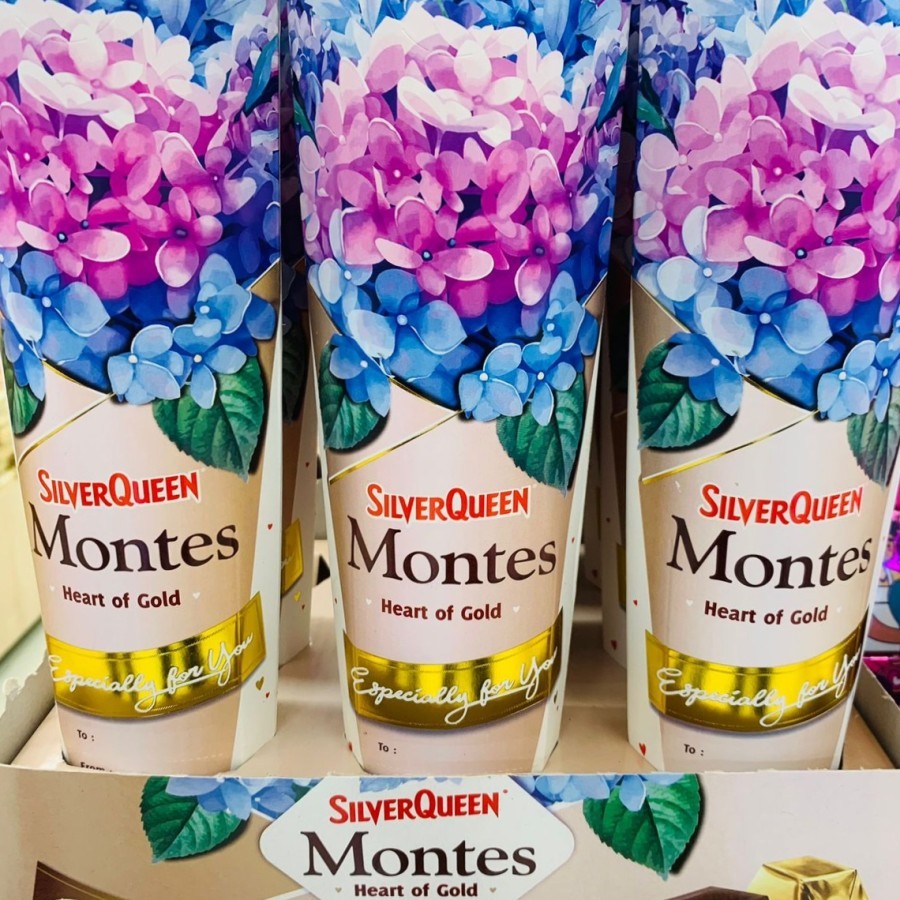 SILVERQUEEN
Montes
Heart of Gold
Especially for You
To :
From
SILVERQUEEN
Montes
Heart of Gold
Especially for You
To :
SILVERQUEEN
Montes
Heart of Gold
Especially for You
To :
SILVERQUEEN
Montes
Heart of Gold